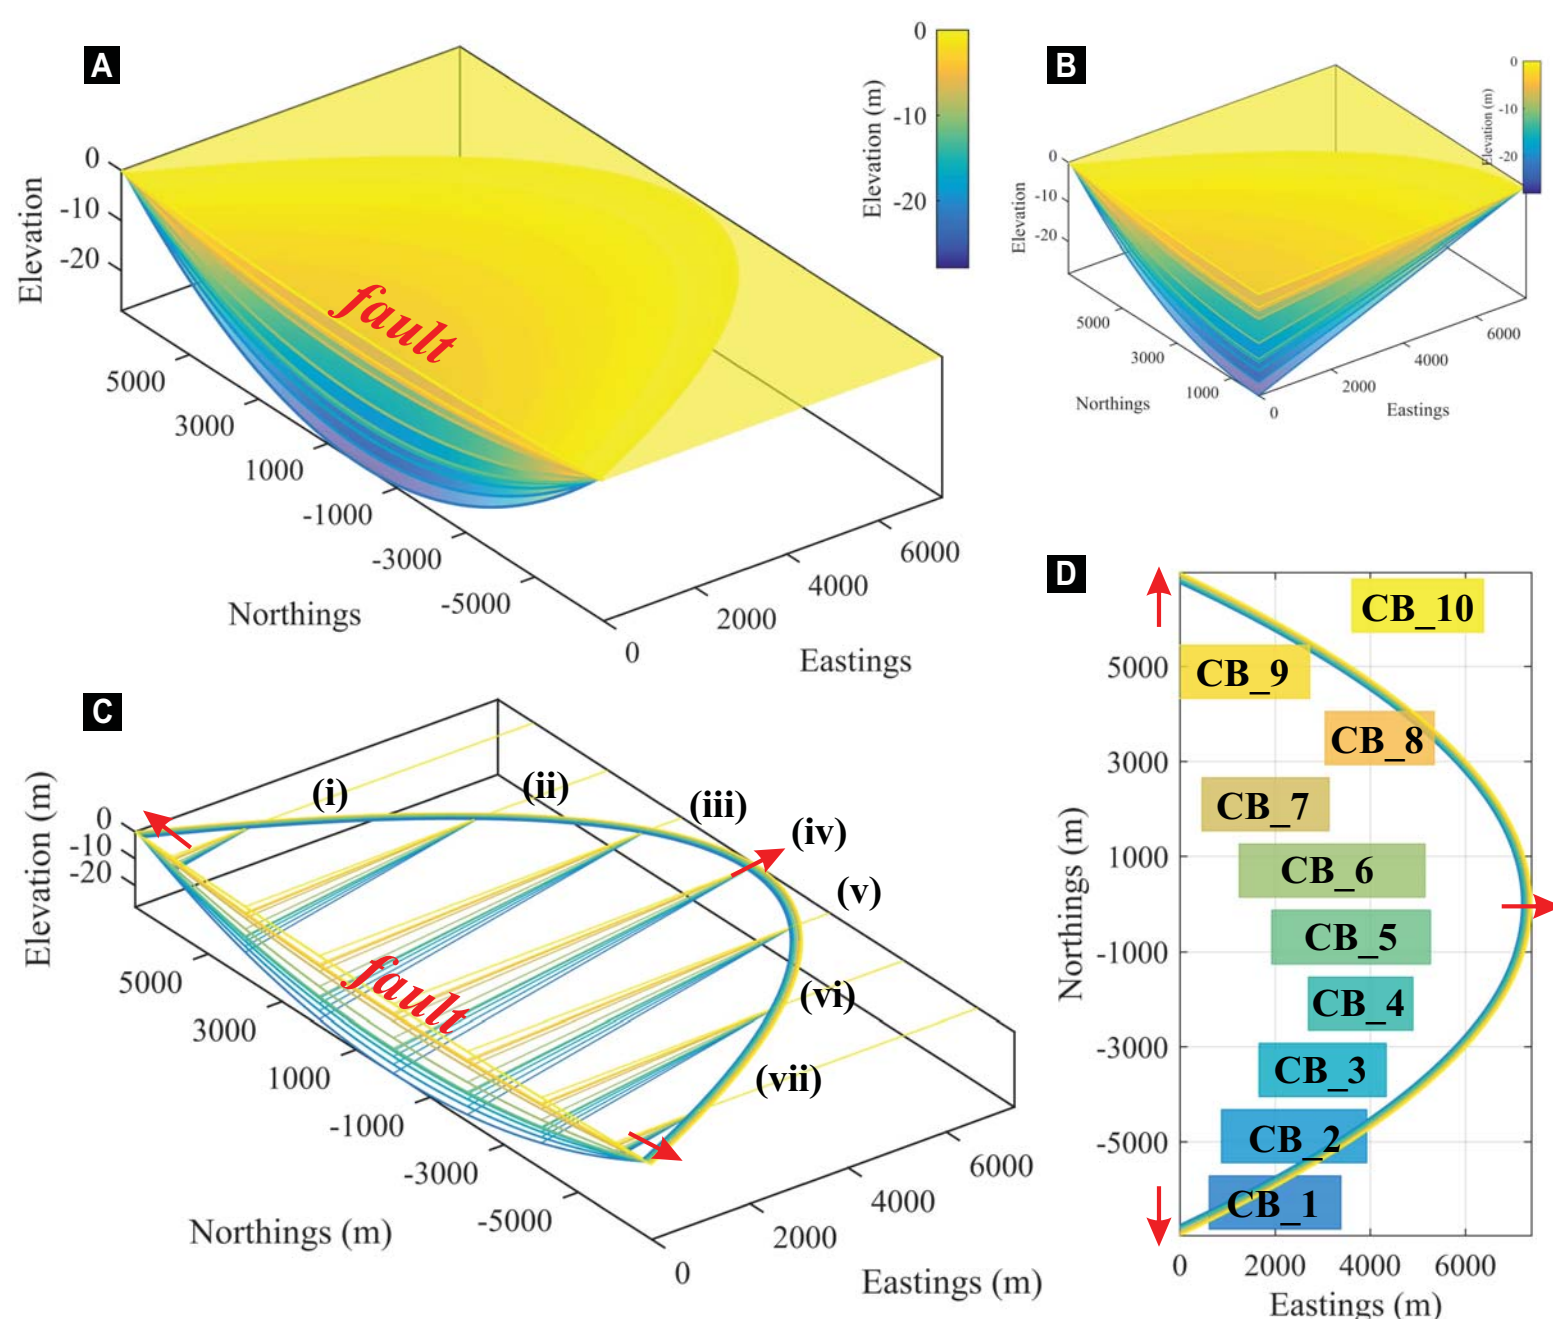 A
0
-10
-20
Elevation
5000
3000
1000
-1000
-3000
-5000
Northings
0
2000
4000
6000
Eastings
fault
0
-10
-20
Elevation (m)
B
0
-10
-20
Elevation
5000
3000
1000
Northings
0
2000
4000
6000
Eastings
0
-10
-20
Elevation (m)
C
0
-10
-20
Elevation (m)
(i)
(ii)
(iii)
(iv)
(v)
(vi)
(vii)
fault
5000
3000
1000
-1000
-3000
-5000
Northings (m)
0
2000
4000
6000
Eastings (m)
D
CB_10
CB_9
CB_8
CB_7
CB_6
CB_5
CB_4
CB_3
CB_2
CB_1
5000
3000
1000
-1000
-3000
-5000
Northings (m)
0
2000
4000
6000
Eastings (m)